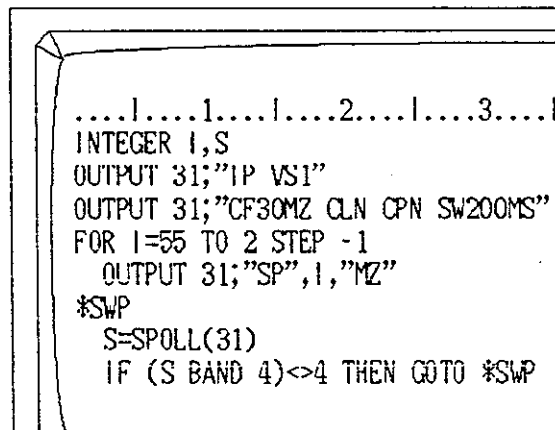 ....|....1....|....2....|....3....|
INTEGER I,S
OUTPUT 31;"IP VS1"
OUTPUT 31;"CF30MZ CLN CPN SW200MS"
FOR I=55 TO 2 STEP -1
  OUTPUT 31;"SP",I,"MZ"
*SWP
  S=SPOLL(31)
  IF (S BAND 4)<>4 THEN GOTO *SWP